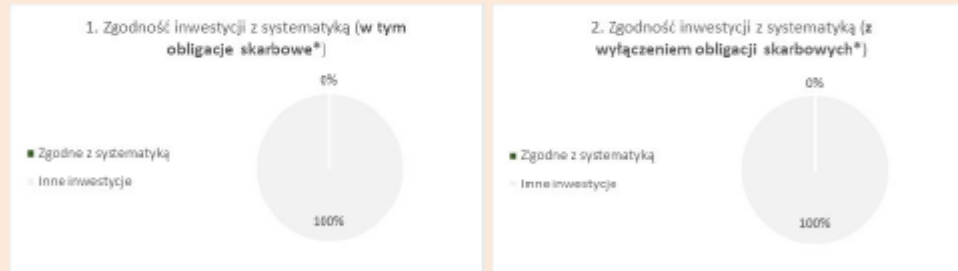 1. Zgodność inwestycji z systematyką (w tym
obligacje skarbowe*)
0%
Zgodne z systematyką
Inne inwestycje
100%
2. Zgodność inwestycji z systematyką (z
wyłączeniem obligacji skarbowych*)
0%
Zgodne z systematyką
Inne inwestycje
100%